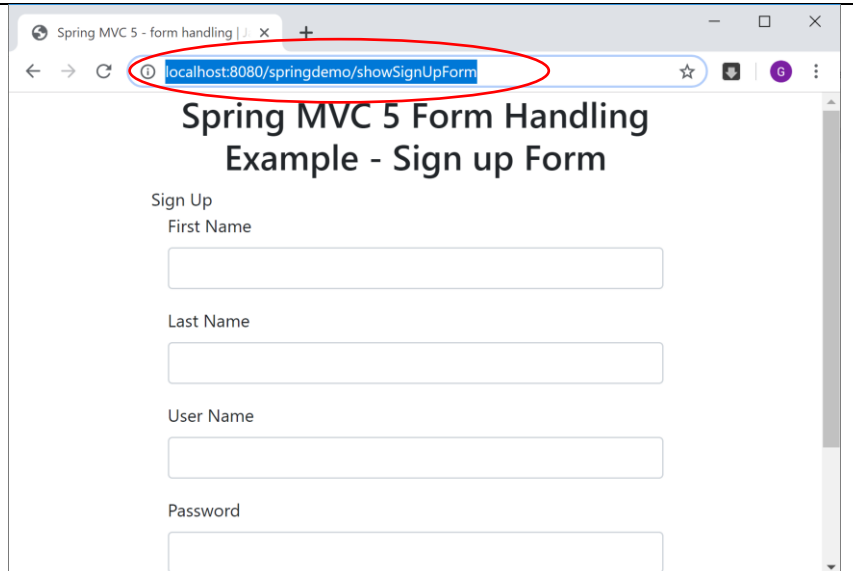 Spring MVC 5 - form handling | J
localhost:8080/springdemo/showSignUpForm
G
Spring MVC 5 Form Handling
Example - Sign up Form
Sign Up
First Name
Last Name
User Name
Password